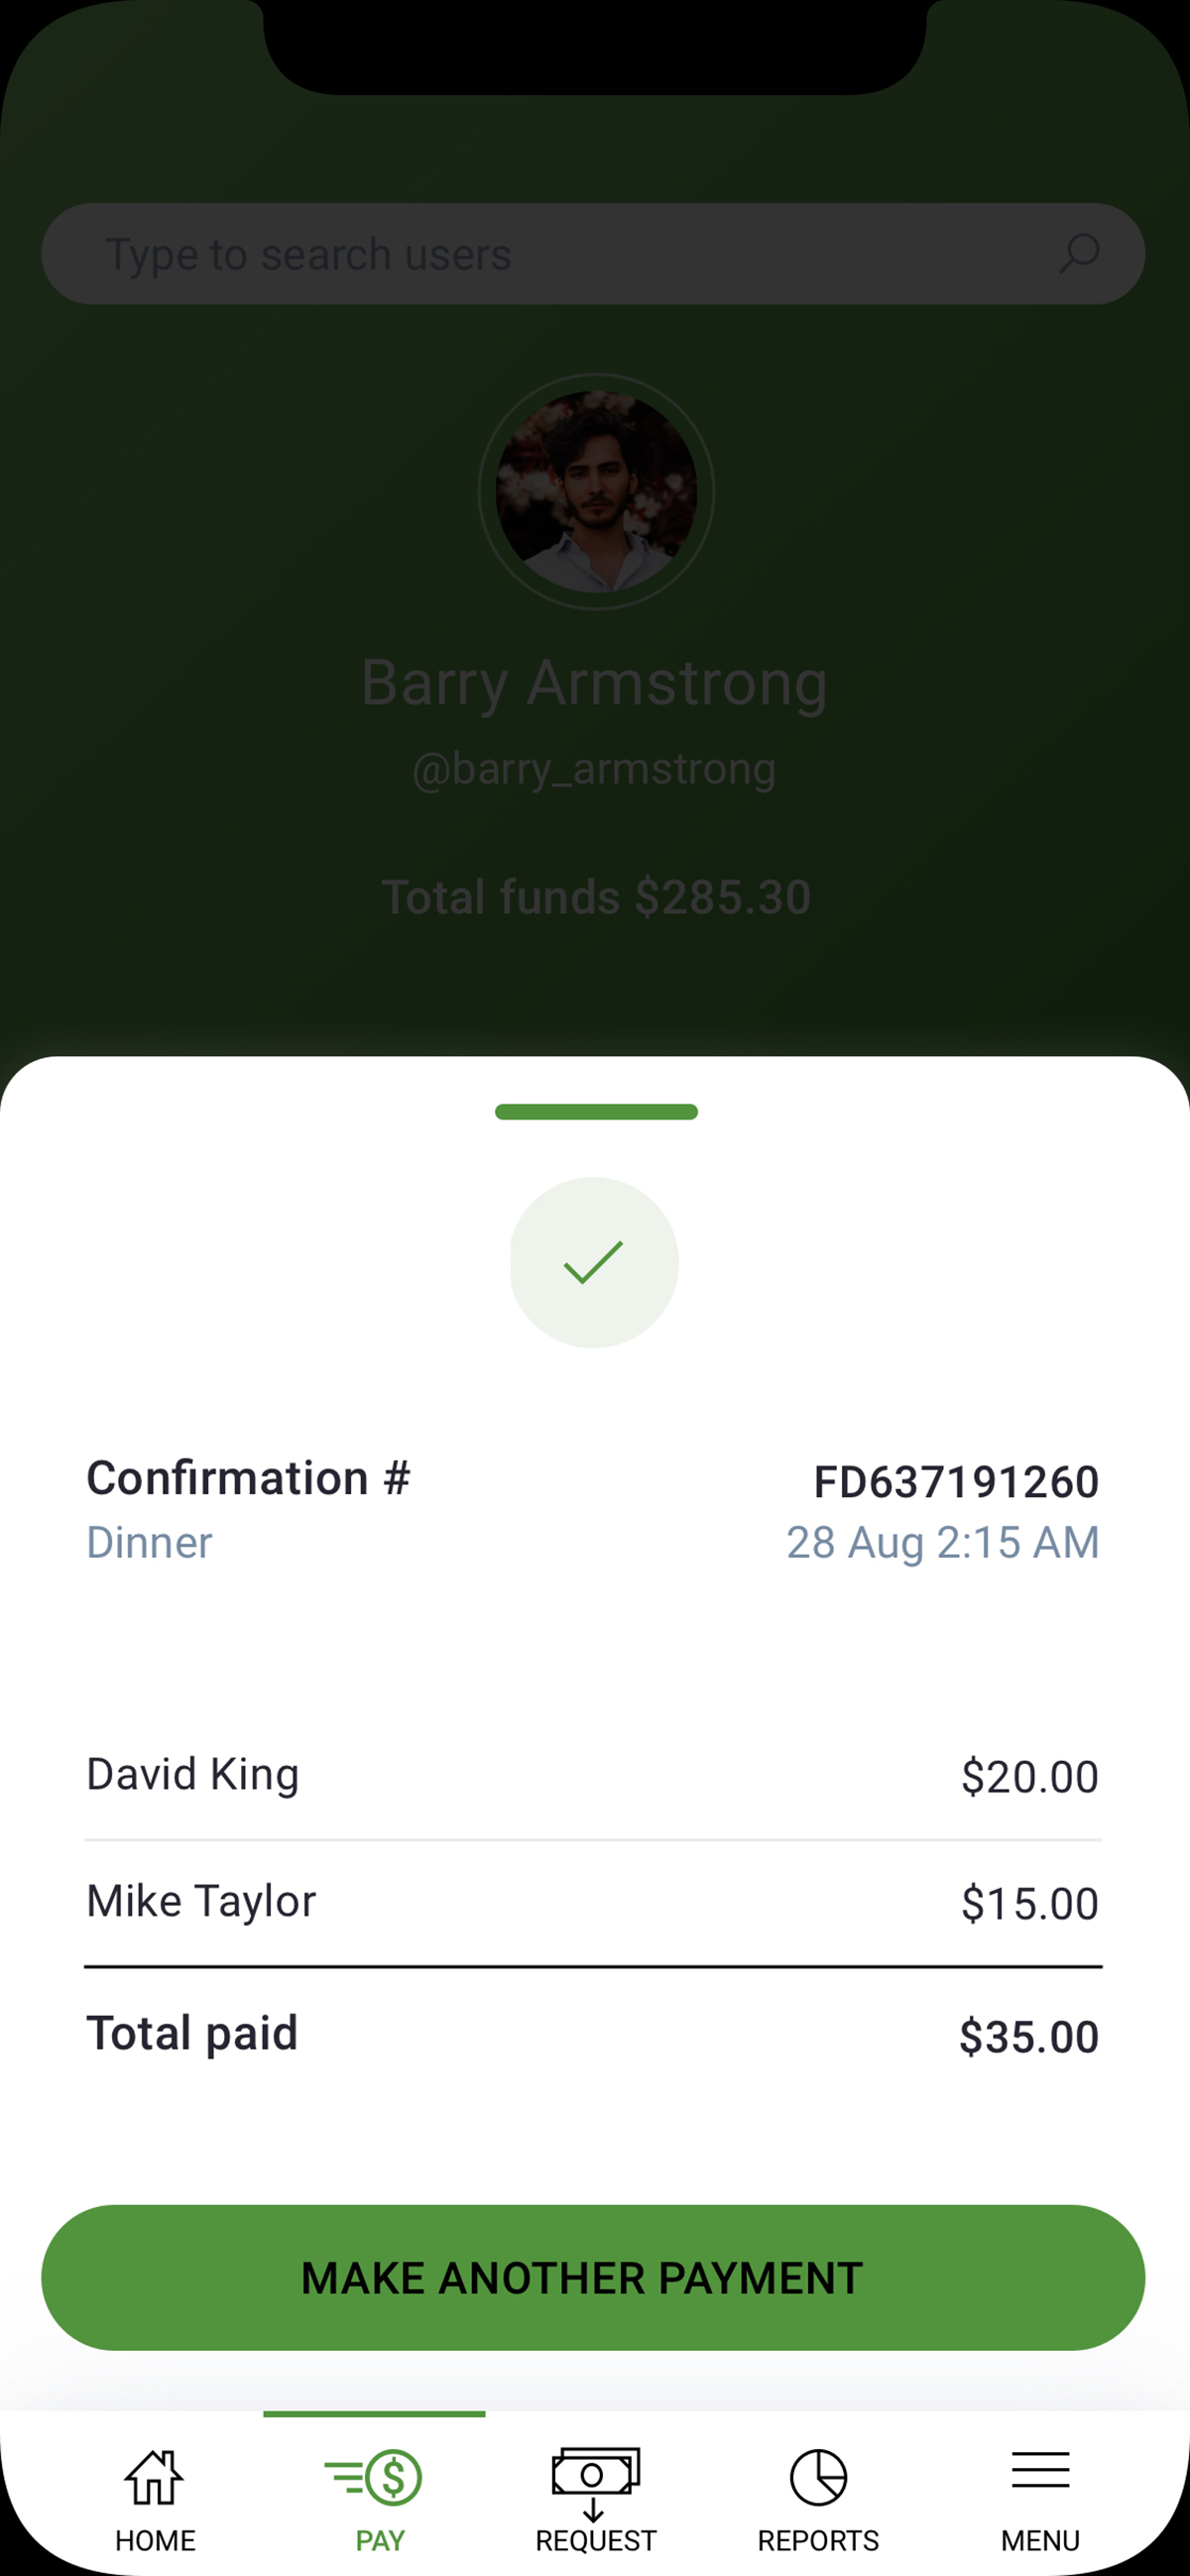 Type to search users
Barry Armstrong
@barry_armstrong
Total funds $285.30
Confirmation # FD637191260
Dinner 28 Aug 2:15 AM
David King $20.00
Mike Taylor $15.00
Total paid $35.00
MAKE ANOTHER PAYMENT
HOME PAY REQUEST REPORTS MENU